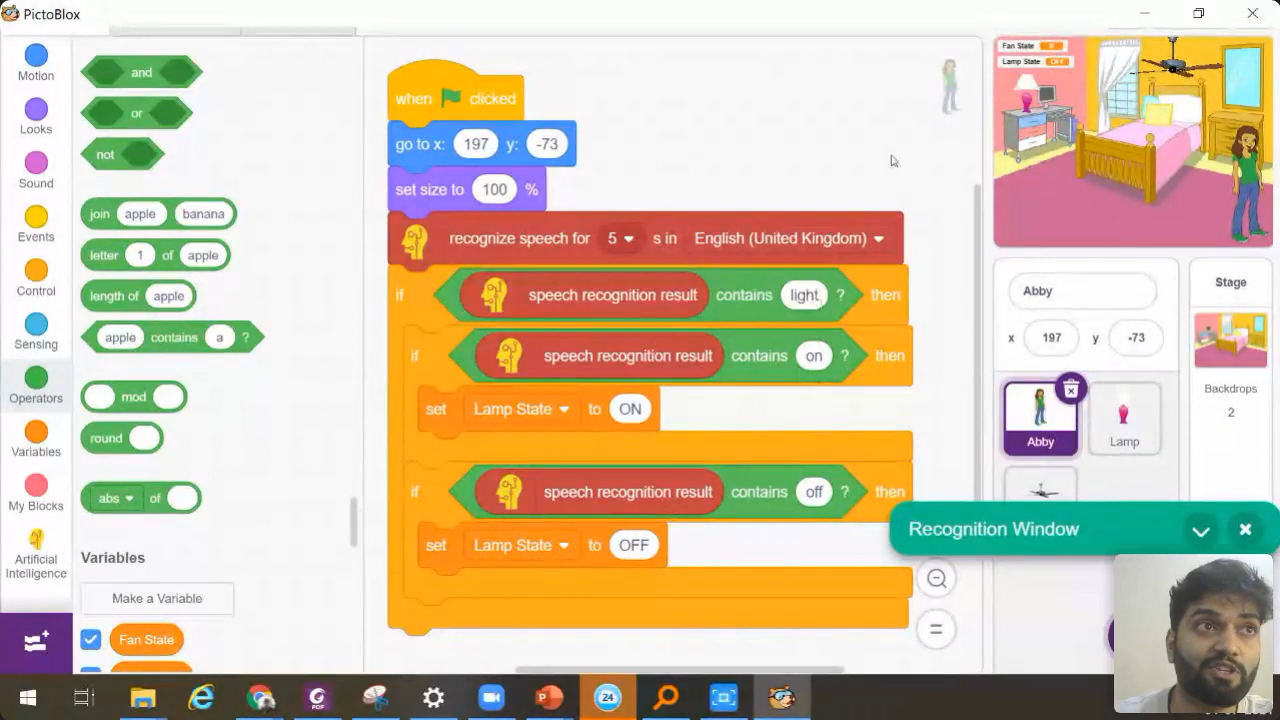 PictoBlox
Motion
Looks
Sound
Events
Control
Sensing
Operators
Variables
My Blocks
Artificial
Intelligence
and
or
not
join apple banana
letter 1 of apple
length of apple
apple contains a ?
mod
round
abs of
Variables
Make a Variable
Fan State
when clicked
go to x: 197 y: -73
set size to 100 %
recognize speech for 5 s in English (United Kingdom)
if speech recognition result contains light ? then
if speech recognition result contains on ? then
set Lamp State to ON
if speech recognition result contains off ? then
set Lamp State to OFF
Fan State
Lamp State OFF
Abby
x 197 y -73
Abby
Lamp
Stage
Backdrops
2
Recognition Window
24